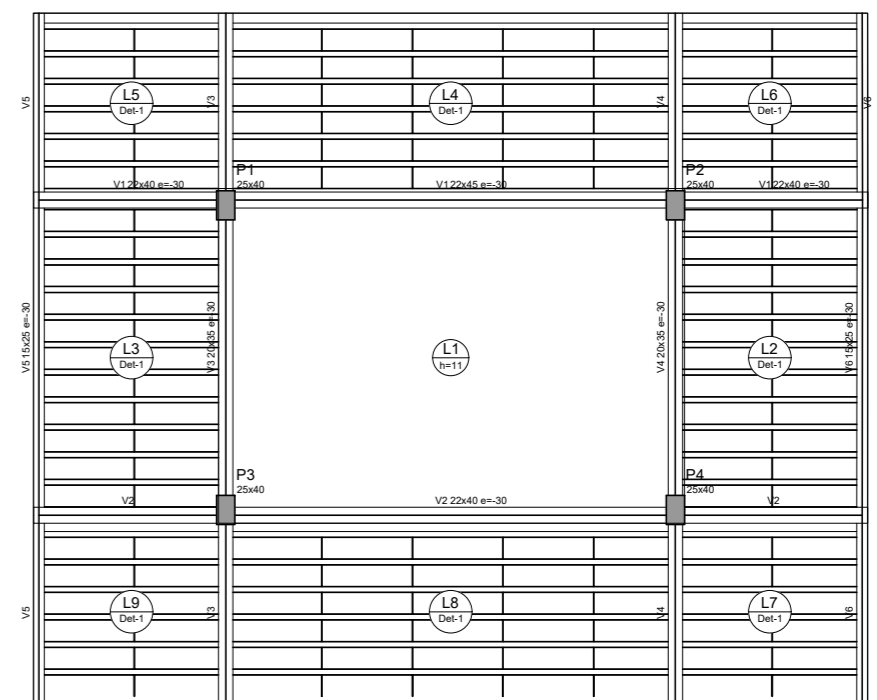 L5
Det-1
L4
Det-1
L6
Det-1
V5
V3
V4
V6
P1
25x40
P2
25x40
V1 22x40 e=-30
V1 22x45 e=-30
V1 22x40 e=-30
V5 15x25 e=-30
L3
Det-1
V3 20x35 e=-30
L1
h=11
V4 20x35 e=-30
L2
Det-1
V6 15x25 e=-30
P3
25x40
P4
25x40
V2
V2 22x40 e=-30
V2
V5
L9
Det-1
V3
L8
Det-1
V4
L7
Det-1
V6